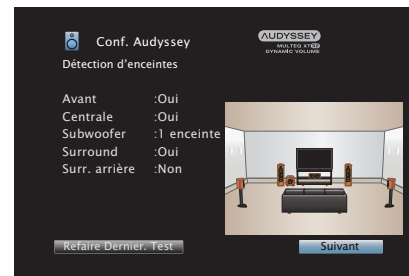 Conf. Audyssey
AUDYSSEY
MULTEQ XT32
DYNAMIC VOLUME
Détection d'enceintes
Avant :Oui
Centrale :Oui
Subwoofer :1 enceinte
Surround :Oui
Surr. arrière :Non
Refaire Dernier. Test
Suivant